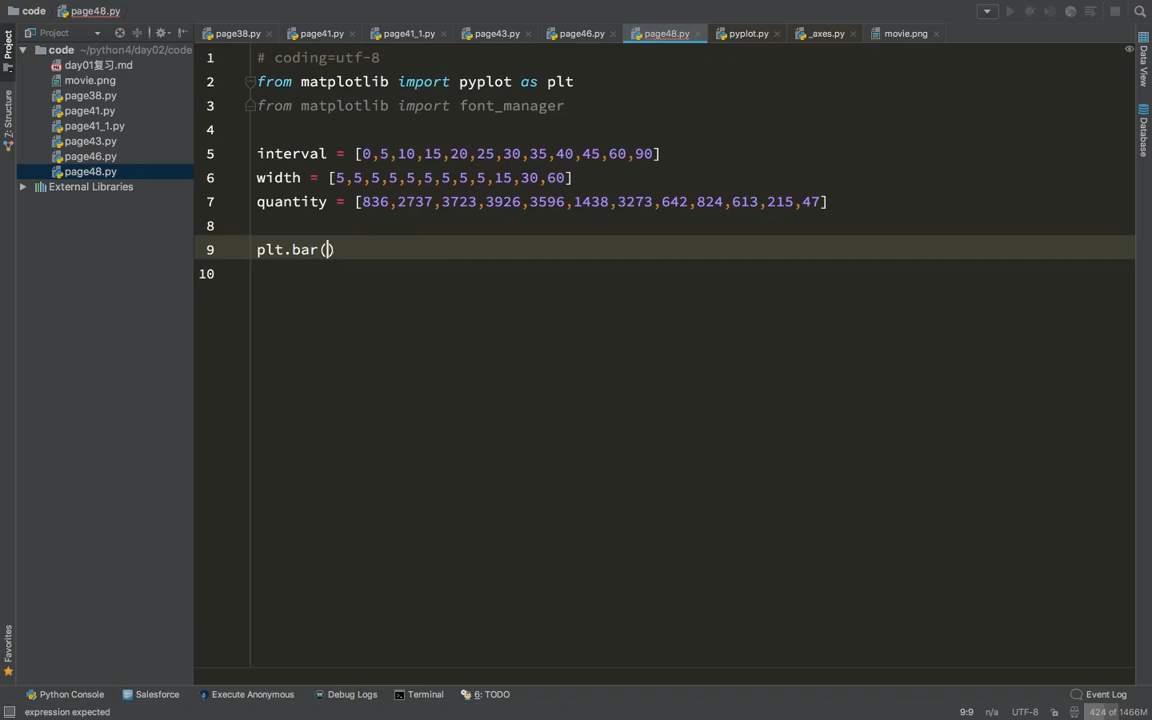 code
page48.py
Project
page38.py
page41.py
page41_1.py
page43.py
page46.py
page48.py
pyplot.py
_axes.py
movie.png
Project
Z: Structure
Favorites
code ~/python4/day02/code
day01复习.md
movie.png
page38.py
page41.py
page41_1.py
page43.py
page46.py
page48.py
External Libraries
1 # coding=utf-8
2 from matplotlib import pyplot as plt
3 from matplotlib import font_manager
4
5 interval = [0,5,10,15,20,25,30,35,40,45,60,90]
6 width = [5,5,5,5,5,5,5,5,5,15,30,60]
7 quantity = [836,2737,3723,3926,3596,1438,3273,642,824,613,215,47]
8
9 plt.bar()
10
Data View
Database
Python Console
Salesforce
Execute Anonymous
Debug Logs
Terminal
6: TODO
Event Log
expression expected
9:9
n/a
UTF-8
424 of 1466M